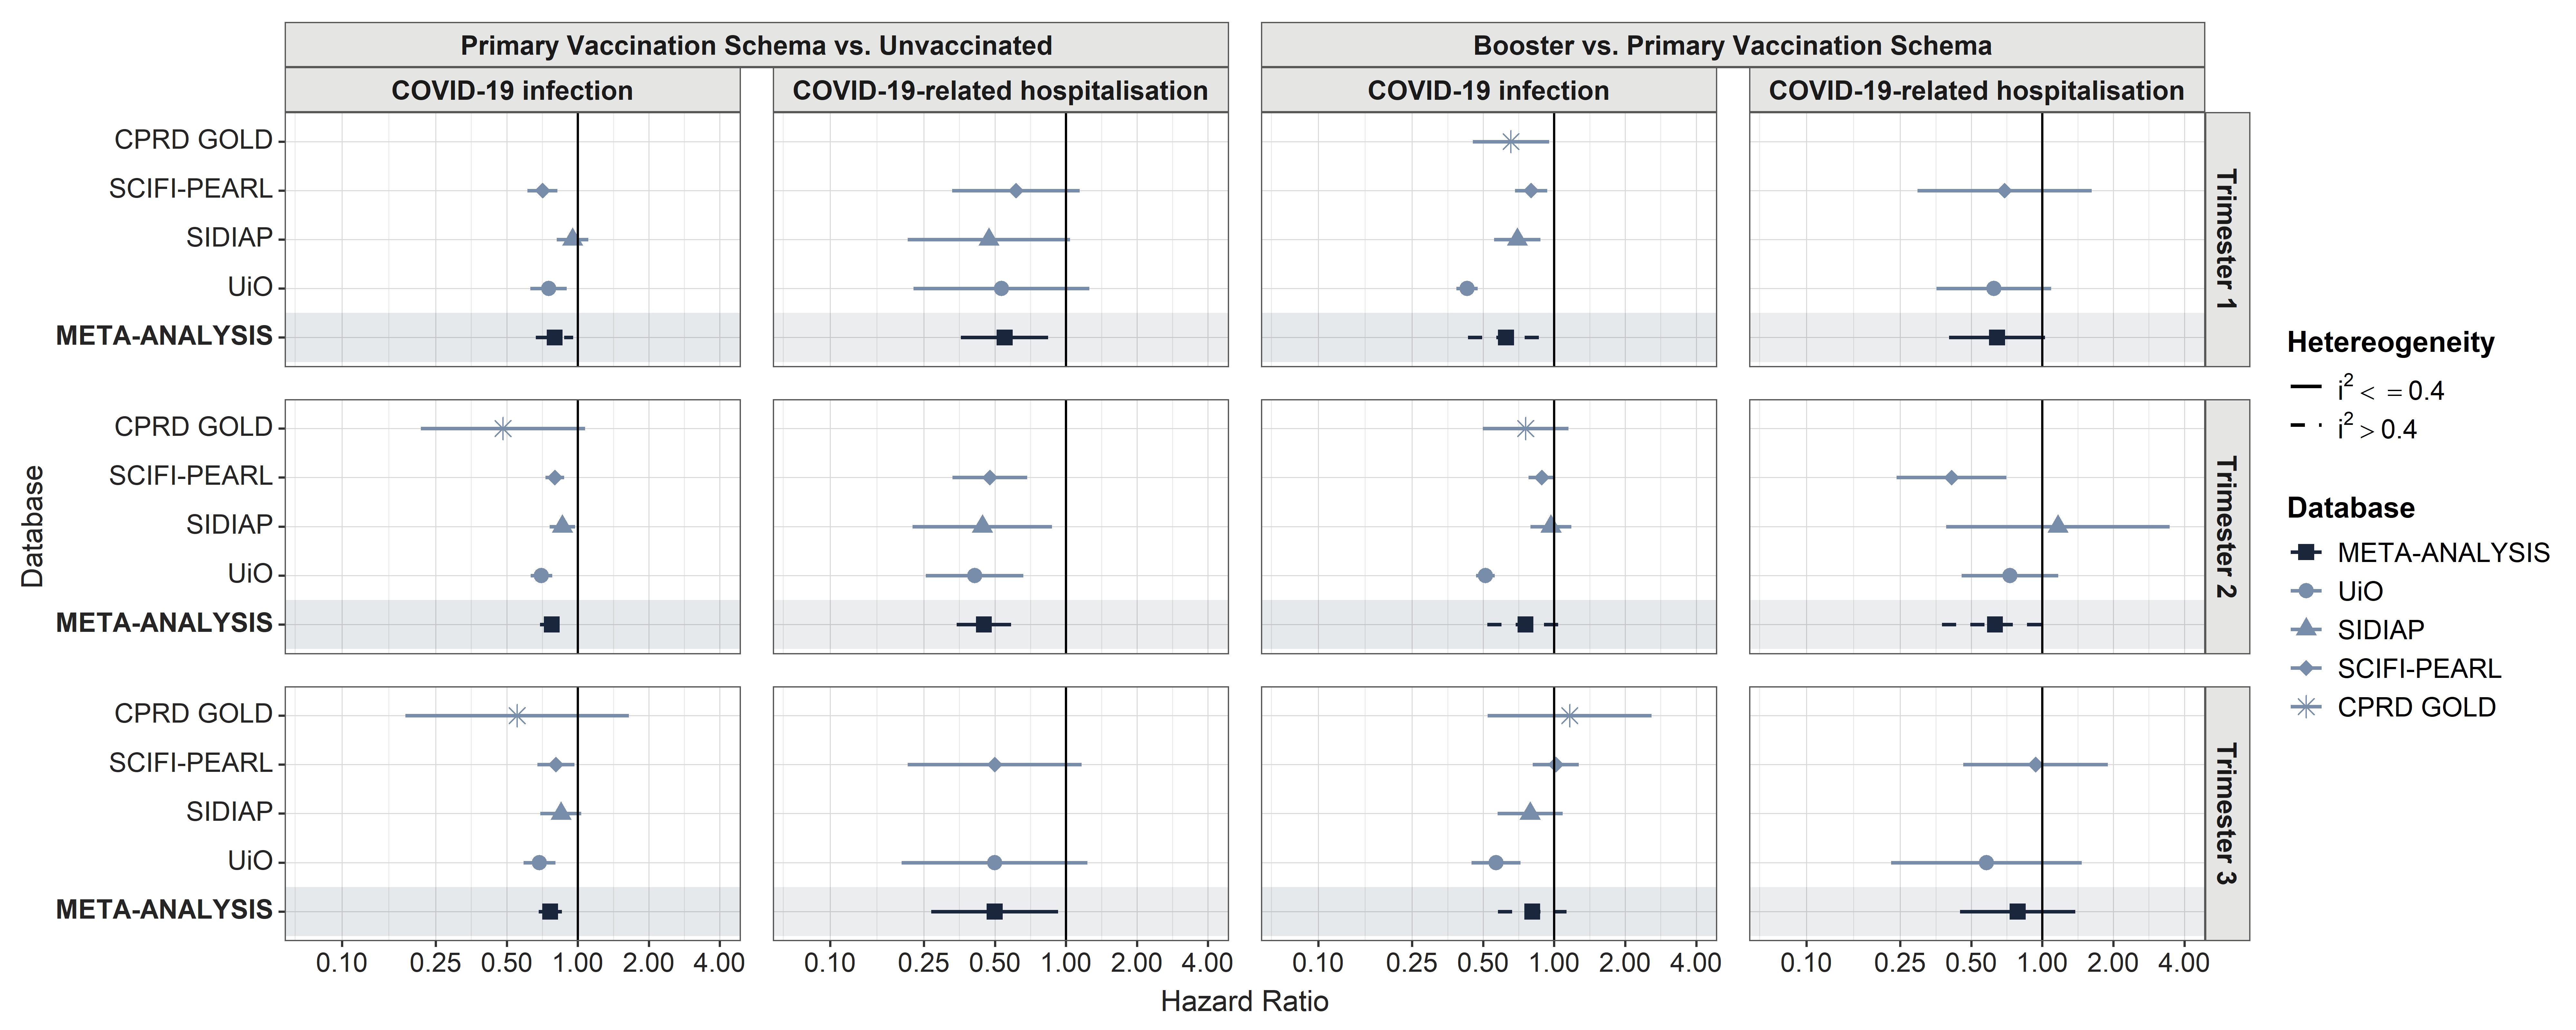 Primary Vaccination Schema vs. Unvaccinated
Booster vs. Primary Vaccination Schema
COVID-19 infection
COVID-19-related hospitalisation
COVID-19 infection
COVID-19-related hospitalisation
CPRD GOLD
SCIFI-PEARL
SIDIAP
UiO
META-ANALYSIS
Trimester 1
CPRD GOLD
SCIFI-PEARL
SIDIAP
UiO
META-ANALYSIS
Trimester 2
CPRD GOLD
SCIFI-PEARL
SIDIAP
UiO
META-ANALYSIS
Trimester 3
Database
0.10 0.25 0.50 1.00 2.00 4.00
0.10 0.25 0.50 1.00 2.00 4.00
0.10 0.25 0.50 1.00 2.00 4.00
0.10 0.25 0.50 1.00 2.00 4.00
Hazard Ratio
Hetereogeneity
i² < = 0.4
i² > 0.4
Database
META-ANALYSIS
UiO
SIDIAP
SCIFI-PEARL
CPRD GOLD